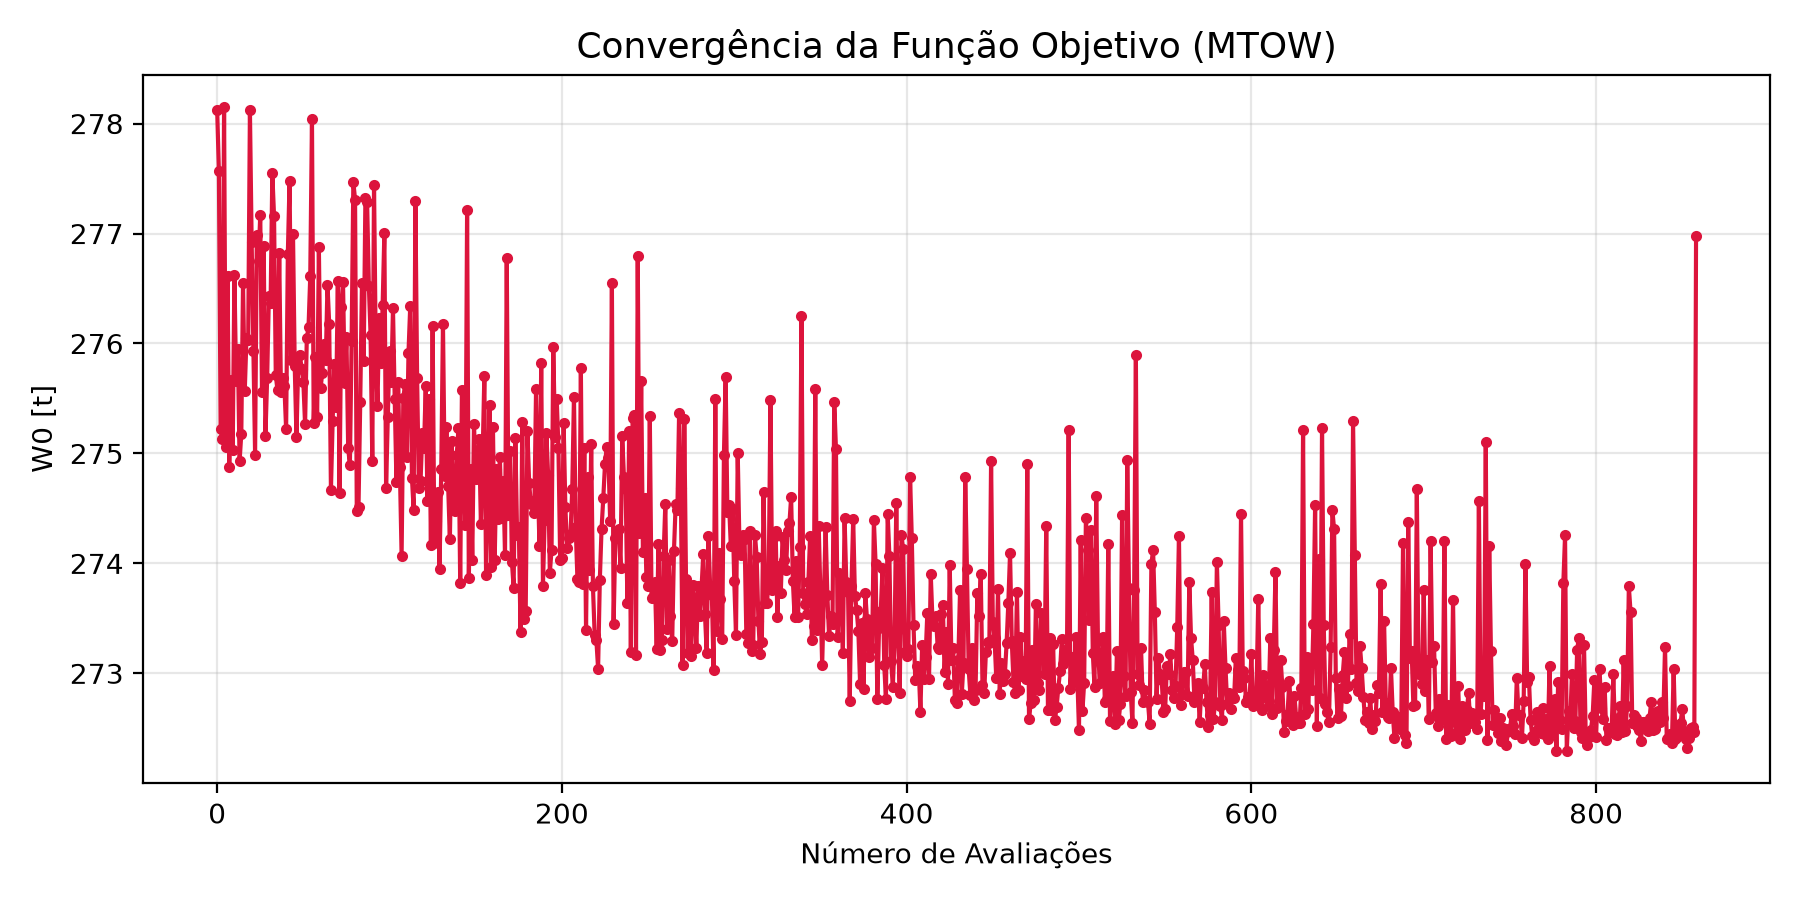 Convergência da Função Objetivo (MTOW)
278
277
276
275
274
273
W0 [t]
0 200 400 600 800
Número de Avaliações